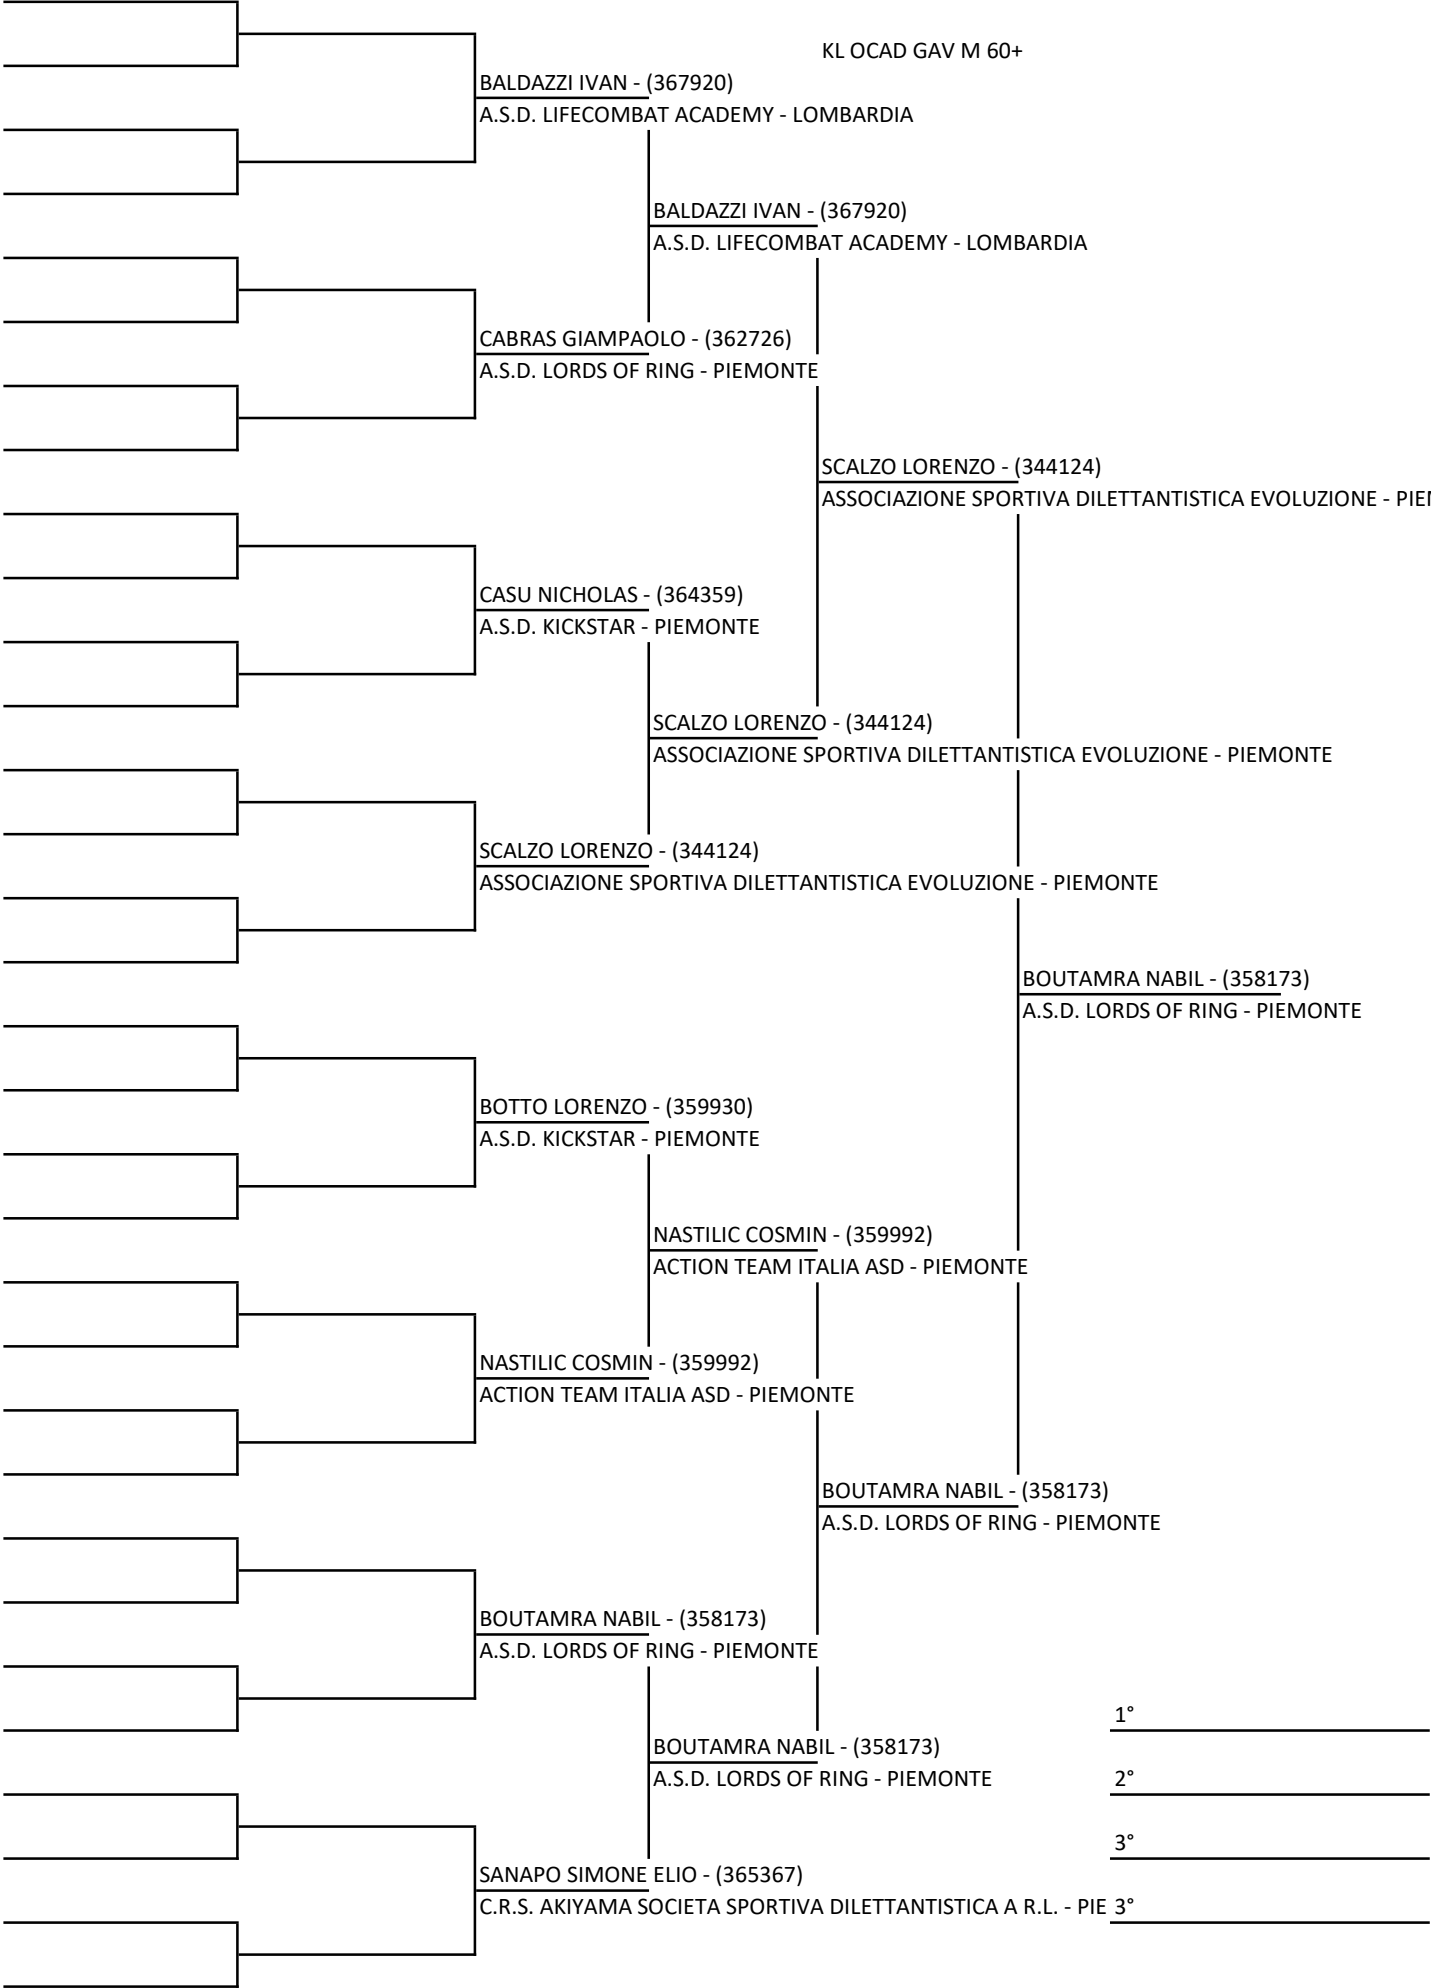 KL OCAD GAV M 60+
BALDAZZI IVAN - (367920)
A.S.D. LIFECOMBAT ACADEMY - LOMBARDIA
BALDAZZI IVAN - (367920)
A.S.D. LIFECOMBAT ACADEMY - LOMBARDIA
CABRAS GIAMPAOLO - (362726)
A.S.D. LORDS OF RING - PIEMONTE
SCALZO LORENZO - (344124)
ASSOCIAZIONE SPORTIVA DILETTANTISTICA EVOLUZIONE - PIE
CASU NICHOLAS - (364359)
A.S.D. KICKSTAR - PIEMONTE
SCALZO LORENZO - (344124)
ASSOCIAZIONE SPORTIVA DILETTANTISTICA EVOLUZIONE - PIEMONTE
SCALZO LORENZO - (344124)
ASSOCIAZIONE SPORTIVA DILETTANTISTICA EVOLUZIONE - PIEMONTE
BOUTAMRA NABIL - (358173)
A.S.D. LORDS OF RING - PIEMONTE
BOTTO LORENZO - (359930)
A.S.D. KICKSTAR - PIEMONTE
NASTILIC COSMIN - (359992)
ACTION TEAM ITALIA ASD - PIEMONTE
NASTILIC COSMIN - (359992)
ACTION TEAM ITALIA ASD - PIEMONTE
BOUTAMRA NABIL - (358173)
A.S.D. LORDS OF RING - PIEMONTE
BOUTAMRA NABIL - (358173)
A.S.D. LORDS OF RING - PIEMONTE
1°
BOUTAMRA NABIL - (358173)
A.S.D. LORDS OF RING - PIEMONTE
2°
3°
SANAPO SIMONE ELIO - (365367)
C.R.S. AKIYAMA SOCIETA SPORTIVA DILETTANTISTICA A R.L. - PIE
3°